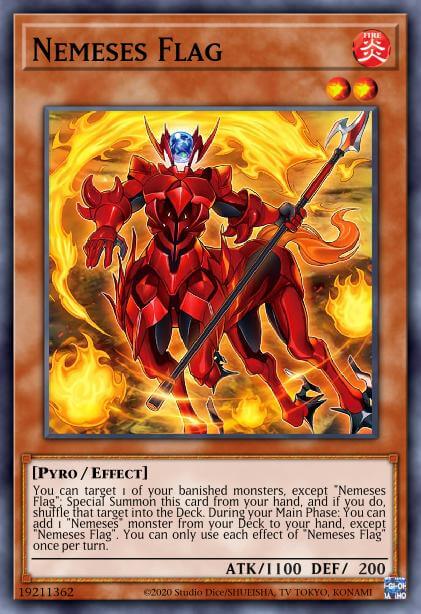 NEMESES FLAG
FIRE
炎
[PYRO / EFFECT]
You can target 1 of your banished monsters, except "Nemeses
Flag"; Special Summon this card from your hand, and if you do,
shuffle that target into the Deck. During your Main Phase: You can
add 1 "Nemeses" monster from your Deck to your hand, except
"Nemeses Flag". You can only use each effect of "Nemeses Flag"
once per turn.
ATK/1100 DEF/ 200
19211362
©2020 Studio Dice/SHUEISHA, TV TOKYO, KONAMI